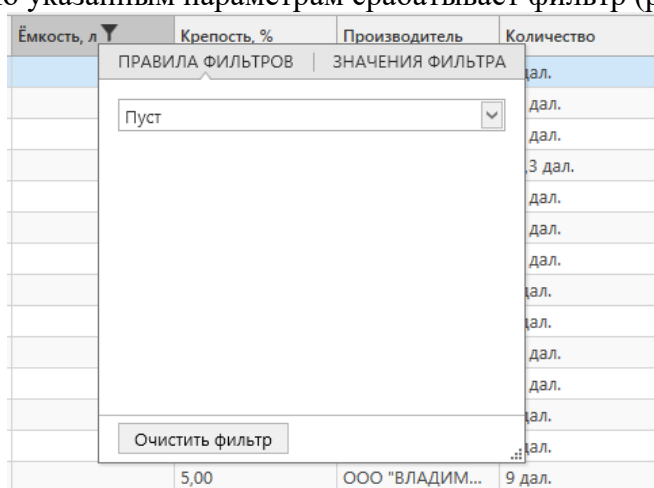 указанным параметрам срабатывает фильтр
Ёмкость, л Крепость, % Производитель Количество
ПРАВИЛА ФИЛЬТРОВ | ЗНАЧЕНИЯ ФИЛЬТРА
дал.
Пуст дал.
дал.
,3 дал.
дал.
дал.
дал.
дал.
дал.
дал.
дал.
дал.
Очистить фильтр дал.
5,00 ООО "ВЛАДИМ... 9 дал.